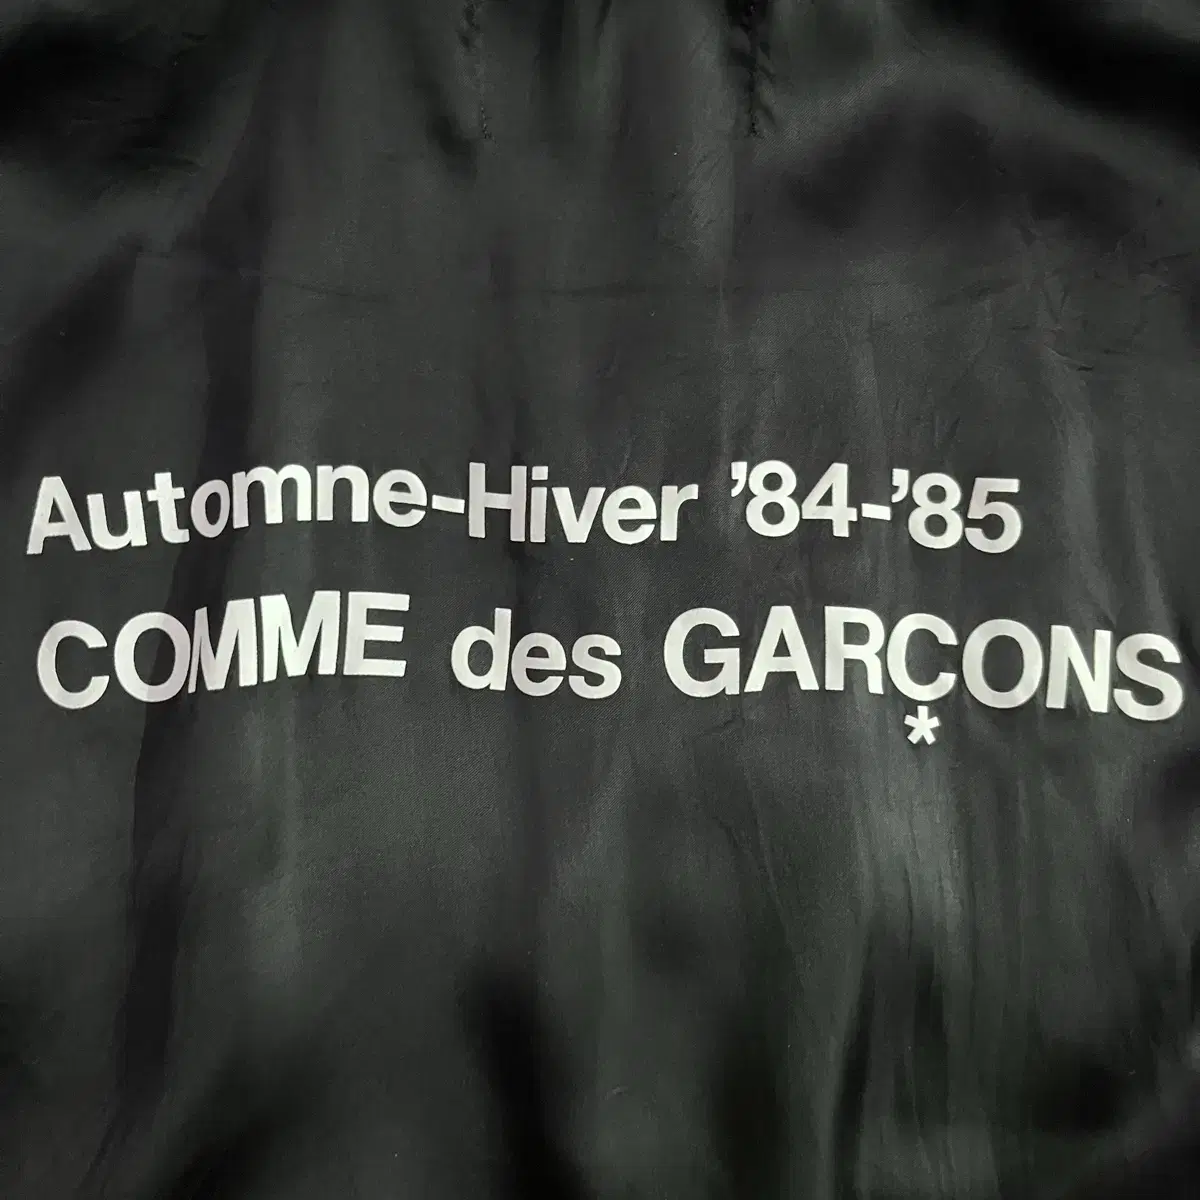 Automne-Hiver ’84-’85
COMME des GARÇONS
*